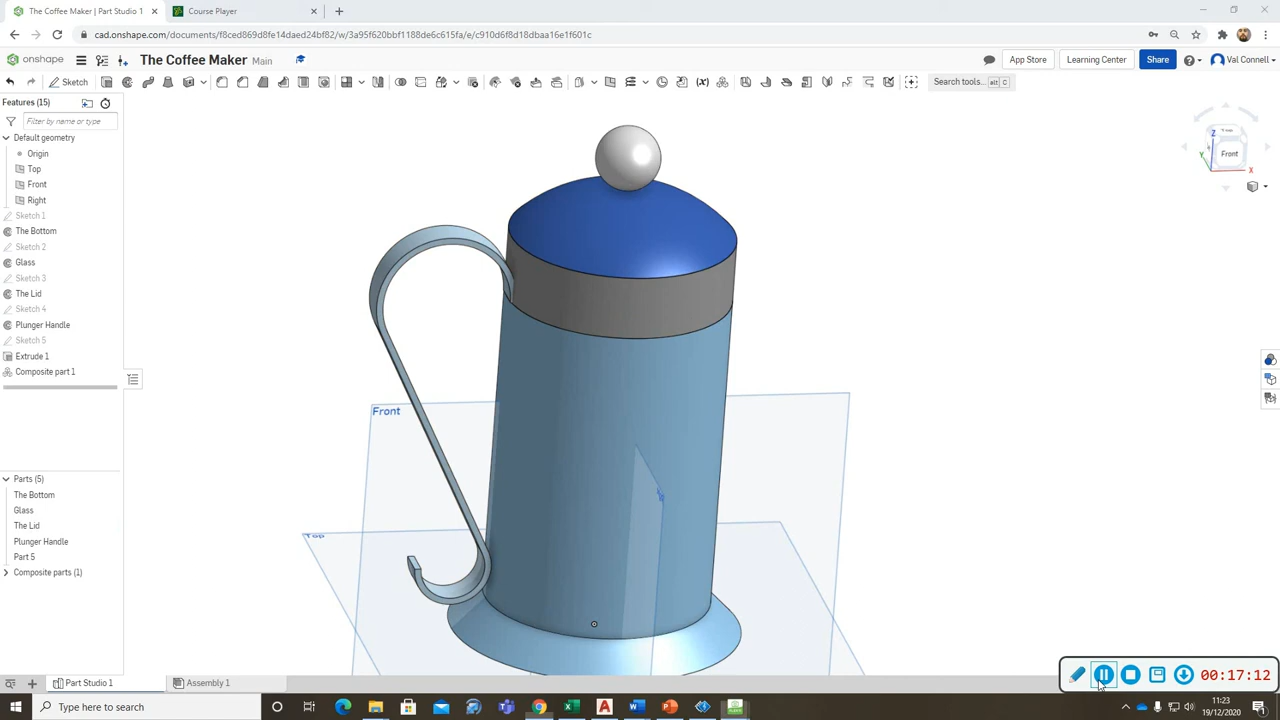 The Coffee Maker | Part Studio 1
Course Player
cad.onshape.com/documents/f8ced869d8fe14daed24bf82/w/3a95f620bbf1188de6c615fa/e/c910d6f8d18dbaa16e1f601c
onshape
The Coffee Maker Main
App Store
Learning Center
Share
Val Connell
Sketch
Search tools... alt C
Features (15)
Filter by name or type
Default geometry
Origin
Top
Front
Right
Sketch 1
The Bottom
Sketch 2
Glass
Sketch 3
The Lid
Sketch 4
Plunger Handle
Sketch 5
Extrude 1
Composite part 1
Parts (5)
The Bottom
Glass
The Lid
Plunger Handle
Part 5
Composite parts (1)
Z
Y
X
Front
Front
Top
00:17:12
Part Studio 1
Assembly 1
Type here to search
11:23
19/12/2020